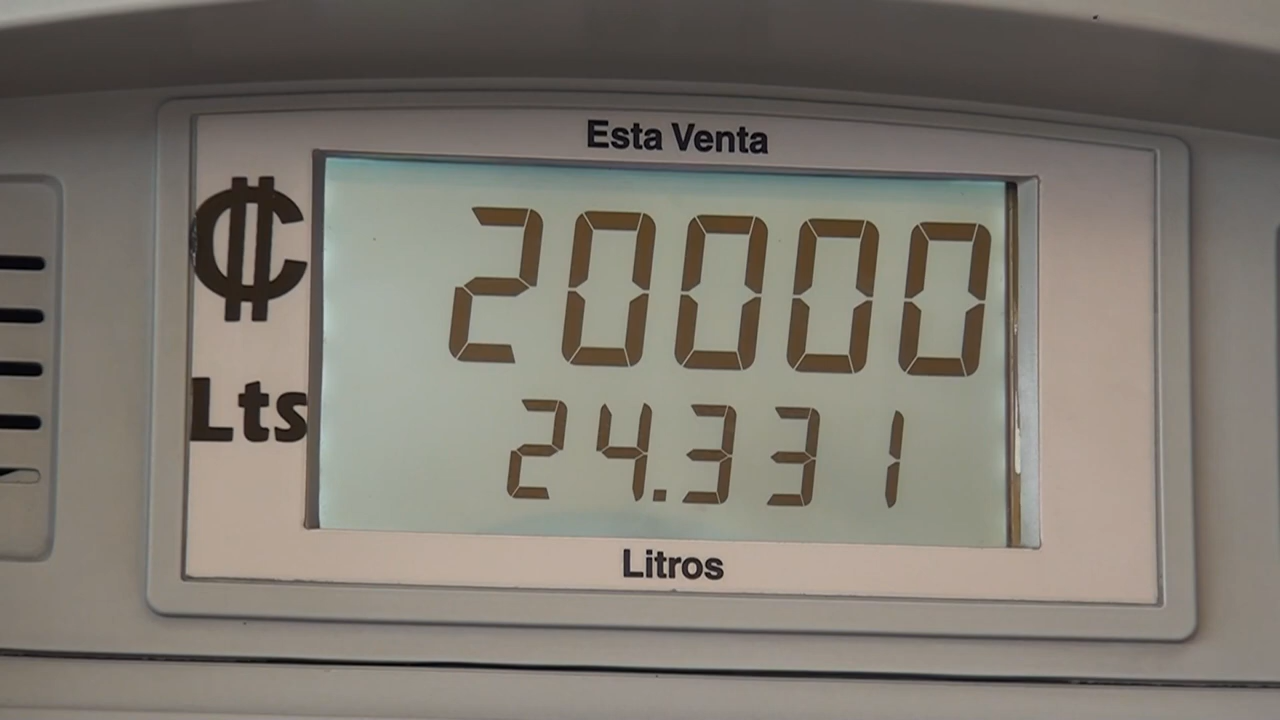 Esta Venta
₡ 20000
Lts 24.331
Litros